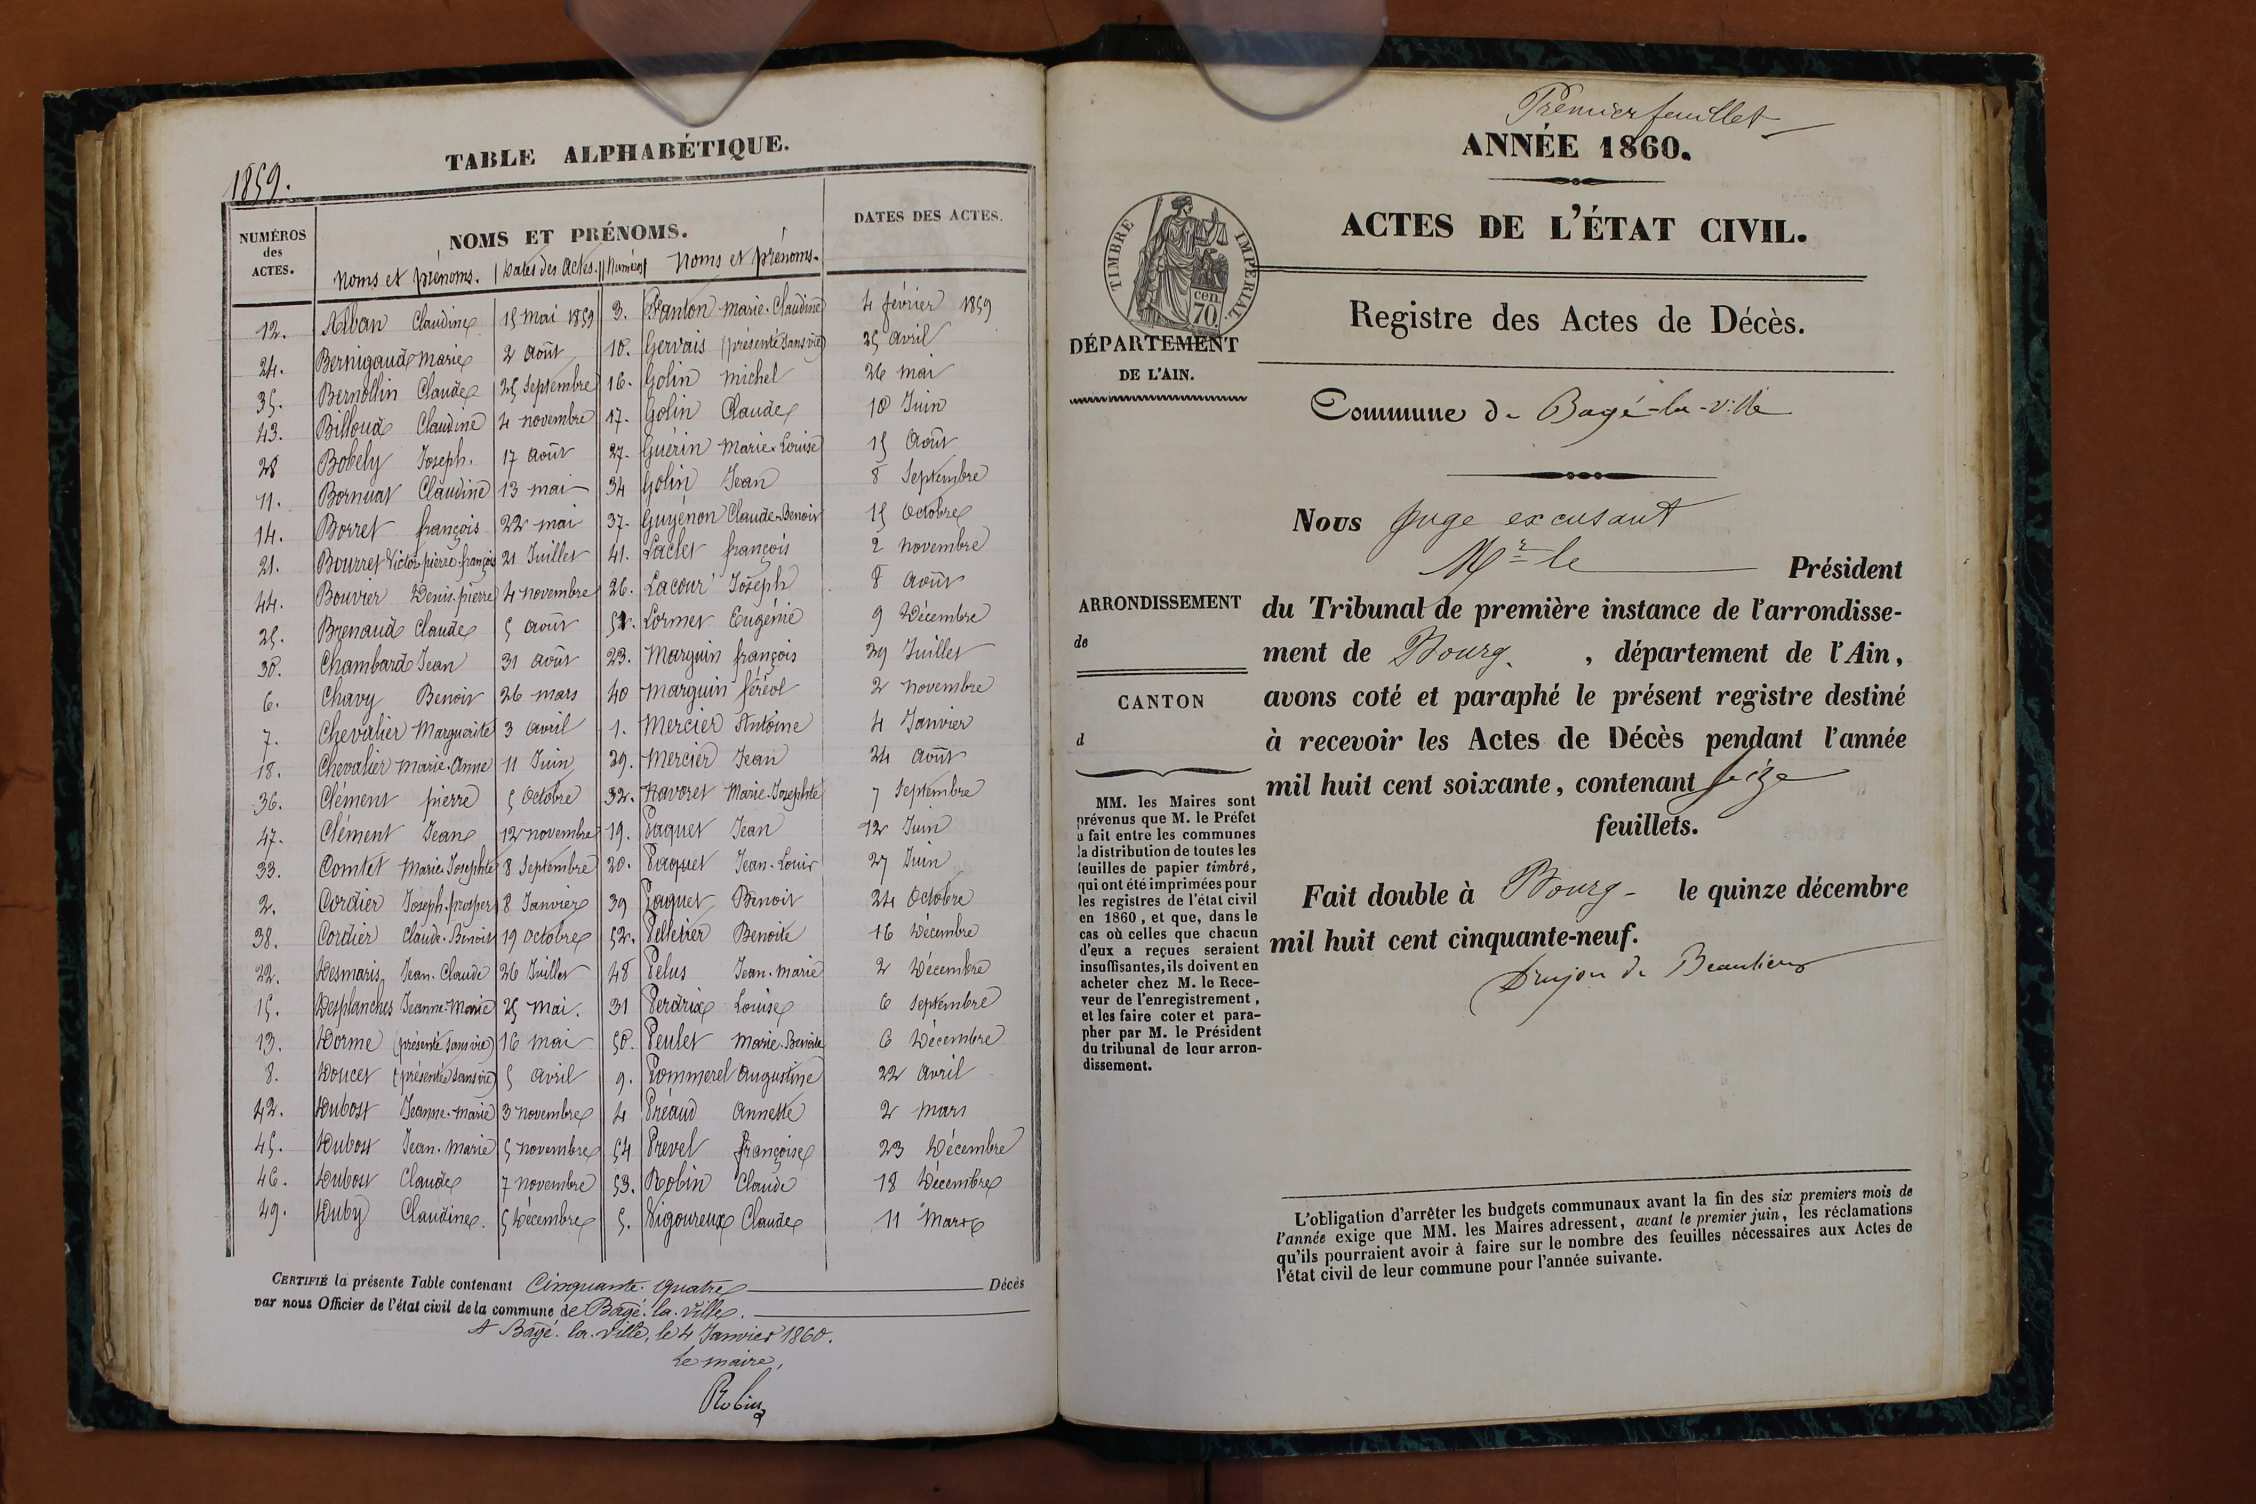 1859.
TABLE ALPHABÉTIQUE.
NUMÉROS des ACTES.
NOMS ET PRÉNOMS.
DATES DES ACTES.
Noms et prénoms. Dates des Actes. Numéros Noms et prénoms.
12. Alban Claudine 15 mai 1859 3. Fanton Marie-Claudine 4 février 1859
24. Bernigaud Marie 2 Août 10. Gervais (présenté sans vie) 25 Avril
35. Bernollin Claude 25 Septembre 16. Golin Michel 26 mai
43. Billoud Claudine 4 novembre 17. Golin Claude 10 Juin
28 Bobely Joseph. 17 Août 27. Guérin Marie-Louise 15 Août
11. Bornuat Claudine 13 mai 34 Golin Jean 8 Septembre
14. Borret françois 22 mai 37. Guyénon Claude-Benoit 15 Octobre
21. Bourret Victor pierre-françois 21 Juillet 41. Laclet françois 2 novembre
44. Bouvier Denis-pierre 4 novembre 26. Lacour Joseph 8 Août
25. Brenaud Claude 5 Août 51. Lormet Eugénie 9 Décembre
30. Chambard Jean 31 Août 23. Marguin françois 29 Juillet
6. Chavy Benoit 26 mars 40 Marguin féréol 2 novembre
7. Chevalier Marguerite 3 Avril 1. Mercier Antoine 4 Janvier
18. Chevalier Marie-Anne 11 Juin 29. Mercier Jean 24 Août
36. Clément pierre 5 Octobre 32. Navoret Marie-Josephte 7 Septembre
47. Clément Jean 12 novembre 19. Paquet Jean 12 Juin
33. Comtet Marie-Josephte 8 Septembre 20. Paquet Jean-Louis 27 Juin
2. Cordier Joseph-prosper 8 Janvier 39 Paquet Benoit 24 Octobre
38. Cordier Claude-Benoit 19 Octobre 52. Pelletier Benoite 16 Décembre
22. Desmaris Jean-Claude 26 Juillet 48 Pelus Jean-Marie 2 Décembre
15. Desplanches Jeanne-Marie 25 Mai. 31 Perdrix Louise 6 Septembre
13. Dorme (présenté sans vie) 16 mai 50. Peulet Marie-Benoite 6 Décembre
8. Doucet (présenté sans vie) 5 Avril 9. Pommerel Augustine 22 Avril
42. Dubost Jeanne-Marie 3 novembre 4 Préaud Annette 2 Mars
45. Dubost Jean-Marie 5 novembre 54 Prevel françoise 23 Décembre
46. Dubost Claude 7 novembre 53. Robin Claude 18 Décembre
49. Duby Claudine. 5 Décembre 5. Vigoureux Claude 11 Mars
CERTIFIÉ la présente Table contenant Cinquante-quatre Décès
par nous Officier de l'état civil de la commune de Bâgé-la-Ville.
A Bâgé-la-Ville, le 4 Janvier 1860.
Le maire,
Robin
Premier feuillet
ANNÉE 1860.
ACTES DE L'ÉTAT CIVIL.
TIMBRE IMPÉRIAL.
cen.
70.
Registre des Actes de Décès.
DÉPARTEMENT
DE L'AIN.
Commune de Bagé-la-Ville
Nous Juge excusant
Mr le Président
ARRONDISSEMENT
de
du Tribunal de première instance de l'arrondisse-
ment de Bourg, département de l'Ain,
CANTON
d
avons coté et paraphé le présent registre destiné
à recevoir les Actes de Décès pendant l'année
mil huit cent soixante, contenant seize
feuillets.
MM. les Maires sont
prévenus que M. le Préfet
a fait entre les communes
la distribution de toutes les
feuilles de papier timbré,
qui ont été imprimées pour
les registres de l'état civil
en 1860, et que, dans le
cas où celles que chacun
d'eux a reçues seraient
insuffisantes, ils doivent en
acheter chez M. le Rece-
veur de l'enregistrement,
et les faire coter et para-
pher par M. le Président
du tribunal de leur arron-
dissement.
Fait double à Bourg le quinze décembre
mil huit cent cinquante-neuf.
Drujon de Beaulieu
L'obligation d'arrêter les budgets communaux avant la fin des six premiers mois de
l'année exige que MM. les Maires adressent, avant le premier juin, les réclamations
qu'ils pourraient avoir à faire sur le nombre des feuilles nécessaires aux Actes de
l'état civil de leur commune pour l'année suivante.